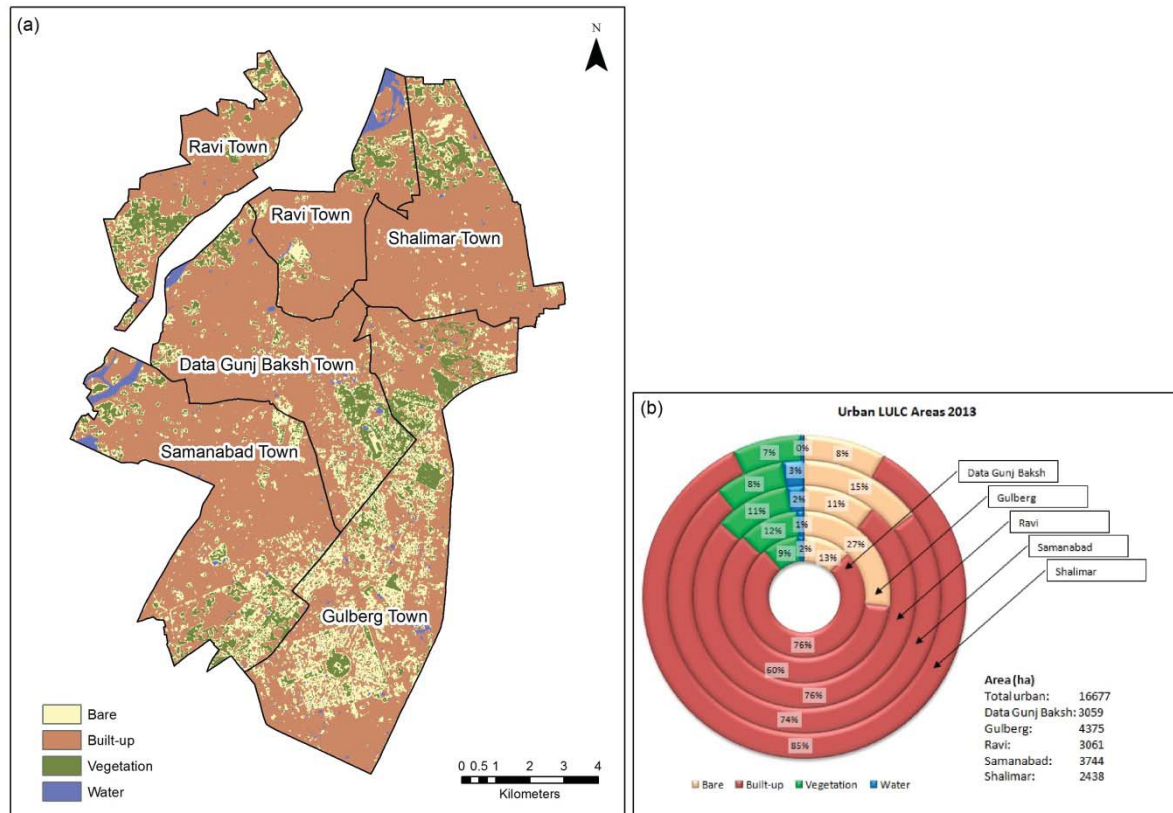 (a)
N
Ravi Town
Ravi Town
Shalimar Town
Data Gunj Baksh Town
Samanabad Town
Gulberg Town
Bare
Built-up
Vegetation
Water
0 0.5 1 2 3 4
Kilometers
(b)
Urban LULC Areas 2013
7% 0% 8%
8% 3% 15%
11% 2% 11%
12% 1% 27%
9% 2% 13%
76%
60%
76%
74%
85%
Data Gunj Baksh
Gulberg
Ravi
Samanabad
Shalimar
Area (ha)
Total urban: 16677
Data Gunj Baksh: 3059
Gulberg: 4375
Ravi: 3061
Samanabad: 3744
Shalimar: 2438
Bare Built-up Vegetation Water